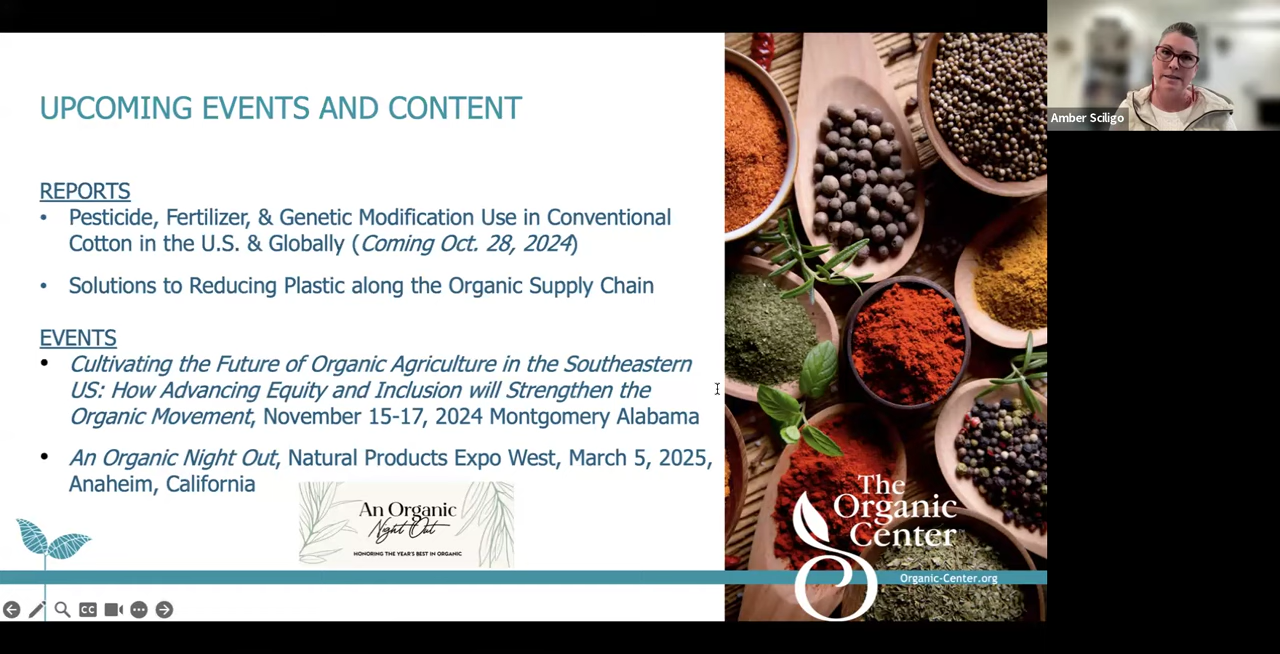 UPCOMING EVENTS AND CONTENT
REPORTS
• Pesticide, Fertilizer, & Genetic Modification Use in Conventional
Cotton in the U.S. & Globally (Coming Oct. 28, 2024)
• Solutions to Reducing Plastic along the Organic Supply Chain
EVENTS
• Cultivating the Future of Organic Agriculture in the Southeastern
US: How Advancing Equity and Inclusion will Strengthen the
Organic Movement, November 15-17, 2024 Montgomery Alabama
• An Organic Night Out, Natural Products Expo West, March 5, 2025,
Anaheim, California
An Organic
Night Out
HONORING THE YEAR'S BEST IN ORGANIC
The
Organic
Center
Organic-Center.org
CC
Amber Sciligo